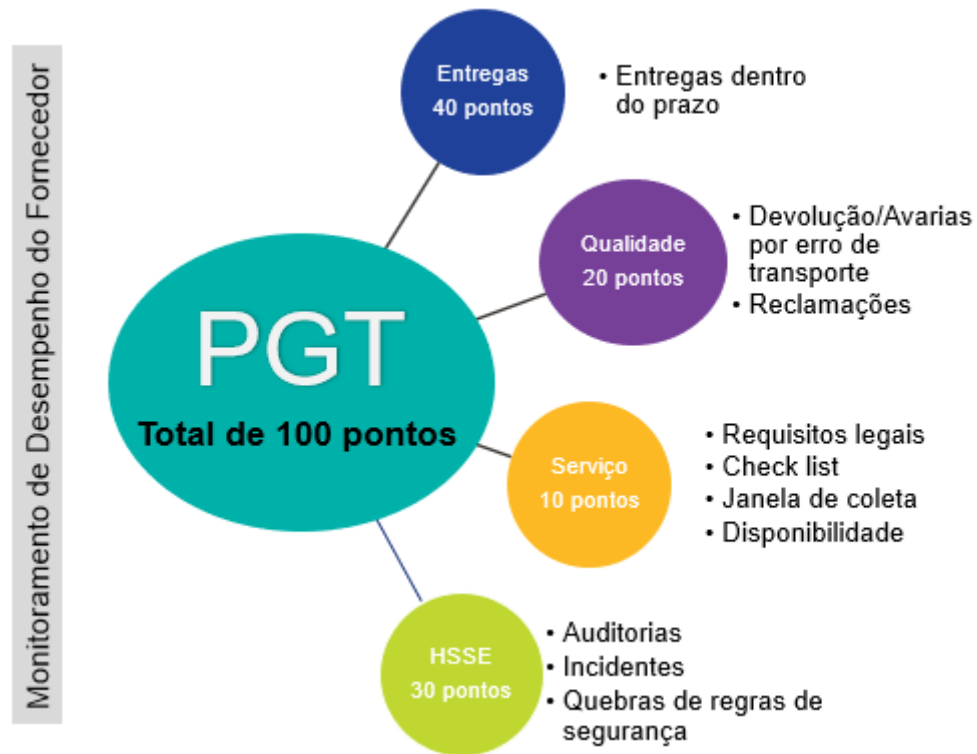 Monitoramento de Desempenho do Fornecedor
PGT
Total de 100 pontos
Entregas
40 pontos
• Entregas dentro
do prazo
Qualidade
20 pontos
• Devolução/Avarias
por erro de
transporte
• Reclamações
Serviço
10 pontos
• Requisitos legais
• Check list
• Janela de coleta
• Disponibilidade
HSSE
30 pontos
• Auditorias
• Incidentes
• Quebras de regras de
segurança